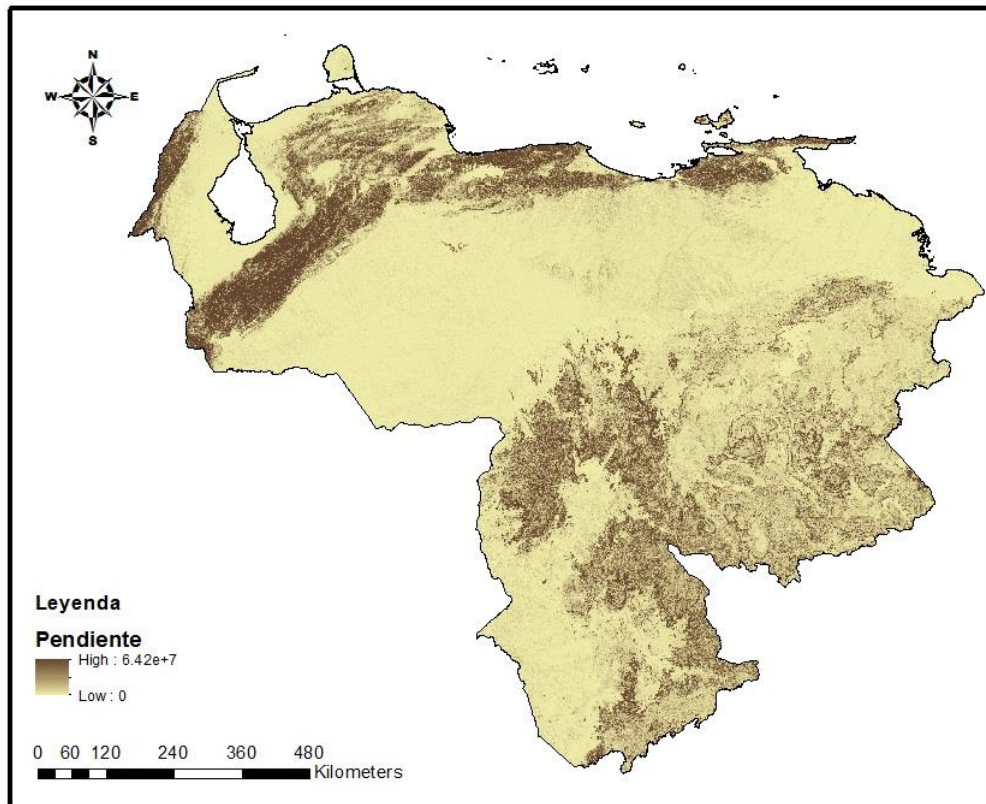 N
W E
S
Leyenda
Pendiente
High : 6.42e+7
Low : 0
0 60 120 240 360 480
Kilometers